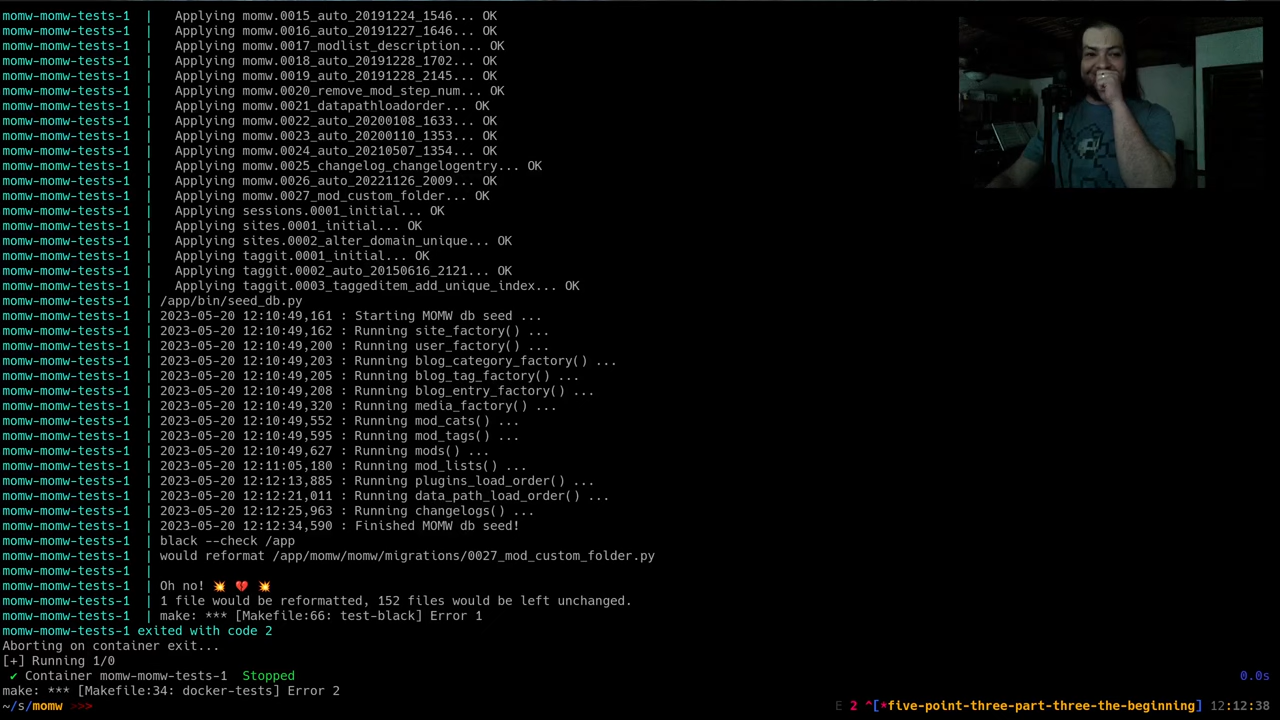 momw-momw-tests-1  |   Applying momw.0015_auto_20191224_1546... OK
momw-momw-tests-1  |   Applying momw.0016_auto_20191227_1646... OK
momw-momw-tests-1  |   Applying momw.0017_modlist_description... OK
momw-momw-tests-1  |   Applying momw.0018_auto_20191228_1702... OK
momw-momw-tests-1  |   Applying momw.0019_auto_20191228_2145... OK
momw-momw-tests-1  |   Applying momw.0020_remove_mod_step_num... OK
momw-momw-tests-1  |   Applying momw.0021_datapathloadorder... OK
momw-momw-tests-1  |   Applying momw.0022_auto_20200108_1633... OK
momw-momw-tests-1  |   Applying momw.0023_auto_20200110_1353... OK
momw-momw-tests-1  |   Applying momw.0024_auto_20210507_1354... OK
momw-momw-tests-1  |   Applying momw.0025_changelog_changelogentry... OK
momw-momw-tests-1  |   Applying momw.0026_auto_20221126_2009... OK
momw-momw-tests-1  |   Applying momw.0027_mod_custom_folder... OK
momw-momw-tests-1  |   Applying sessions.0001_initial... OK
momw-momw-tests-1  |   Applying sites.0001_initial... OK
momw-momw-tests-1  |   Applying sites.0002_alter_domain_unique... OK
momw-momw-tests-1  |   Applying taggit.0001_initial... OK
momw-momw-tests-1  |   Applying taggit.0002_auto_20150616_2121... OK
momw-momw-tests-1  |   Applying taggit.0003_taggeditem_add_unique_index... OK
momw-momw-tests-1  | /app/bin/seed_db.py
momw-momw-tests-1  | 2023-05-20 12:10:49,161 : Starting MOMW db seed ...
momw-momw-tests-1  | 2023-05-20 12:10:49,162 : Running site_factory() ...
momw-momw-tests-1  | 2023-05-20 12:10:49,200 : Running user_factory() ...
momw-momw-tests-1  | 2023-05-20 12:10:49,203 : Running blog_category_factory() ...
momw-momw-tests-1  | 2023-05-20 12:10:49,205 : Running blog_tag_factory() ...
momw-momw-tests-1  | 2023-05-20 12:10:49,208 : Running blog_entry_factory() ...
momw-momw-tests-1  | 2023-05-20 12:10:49,320 : Running media_factory() ...
momw-momw-tests-1  | 2023-05-20 12:10:49,552 : Running mod_cats() ...
momw-momw-tests-1  | 2023-05-20 12:10:49,595 : Running mod_tags() ...
momw-momw-tests-1  | 2023-05-20 12:10:49,627 : Running mods() ...
momw-momw-tests-1  | 2023-05-20 12:11:05,180 : Running mod_lists() ...
momw-momw-tests-1  | 2023-05-20 12:12:13,885 : Running plugins_load_order() ...
momw-momw-tests-1  | 2023-05-20 12:12:21,011 : Running data_path_load_order() ...
momw-momw-tests-1  | 2023-05-20 12:12:25,963 : Running changelogs() ...
momw-momw-tests-1  | 2023-05-20 12:12:34,590 : Finished MOMW db seed!
momw-momw-tests-1  | black --check /app
momw-momw-tests-1  | would reformat /app/momw/momw/migrations/0027_mod_custom_folder.py
momw-momw-tests-1  |
momw-momw-tests-1  | Oh no! 💥 💔 💥
momw-momw-tests-1  | 1 file would be reformatted, 152 files would be left unchanged.
momw-momw-tests-1  | make: *** [Makefile:66: test-black] Error 1
momw-momw-tests-1 exited with code 2
Aborting on container exit...
[+] Running 1/0
✔ Container momw-momw-tests-1  Stopped 0.0s
make: *** [Makefile:34: docker-tests] Error 2
~/s/momw >>> E 2 ^[*five-point-three-part-three-the-beginning] 12:12:38